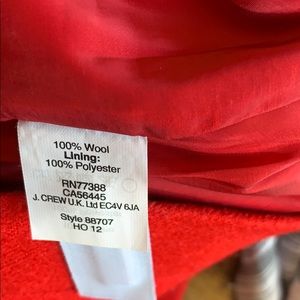 100% Wool
Lining:
100% Polyester
RN77388
CA56445
J. CREW U.K. Ltd EC4V 6JA
Style 88707
HO 12